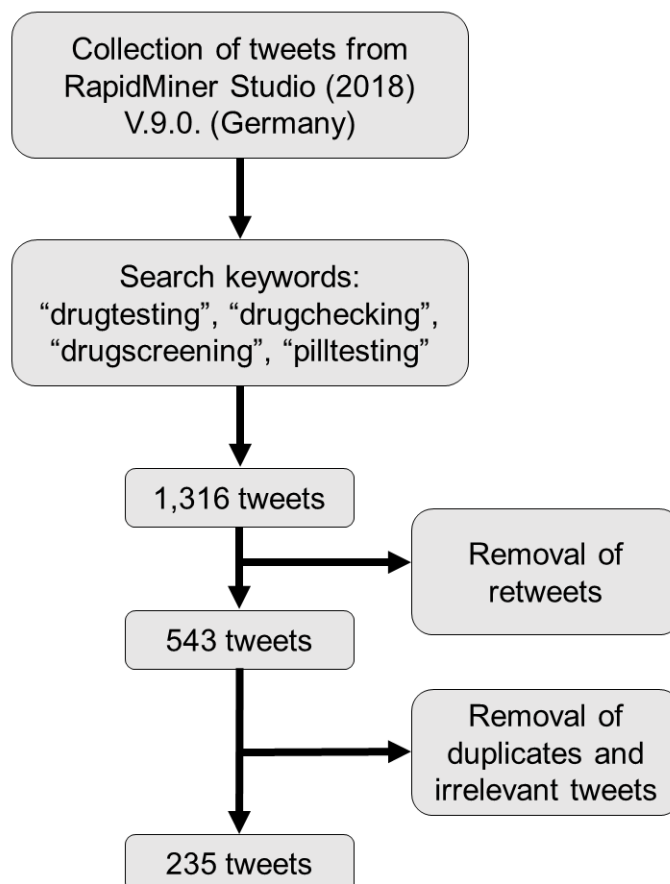 Collection of tweets from
RapidMiner Studio (2018)
V.9.0. (Germany)
Search keywords:
“drugtesting”, “drugchecking”,
“drugscreening”, “pilltesting”
1,316 tweets
Removal of
retweets
543 tweets
Removal of
duplicates and
irrelevant tweets
235 tweets